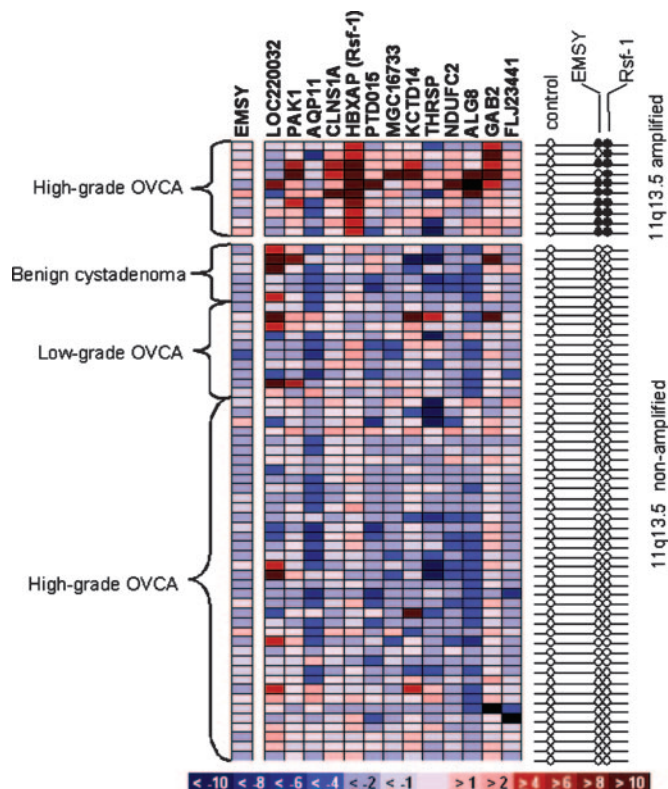 EMSY
LOC220032
PAK1
AQP11
CLNS1A
HBXAP (Rsf-1)
PTD015
MGC16733
KCTD14
THRSP
NDUFC2
ALG8
GAB2
FLJ23441
control
EMSY
Rsf-1
High-grade OVCA
Benign cystadenoma
Low-grade OVCA
High-grade OVCA
11q13.5 amplified
11q13.5 non-amplified
< -10 < -8 < -6 < -4 < -2 < -1 > 1 > 2 > 4 > 6 > 8 > 10